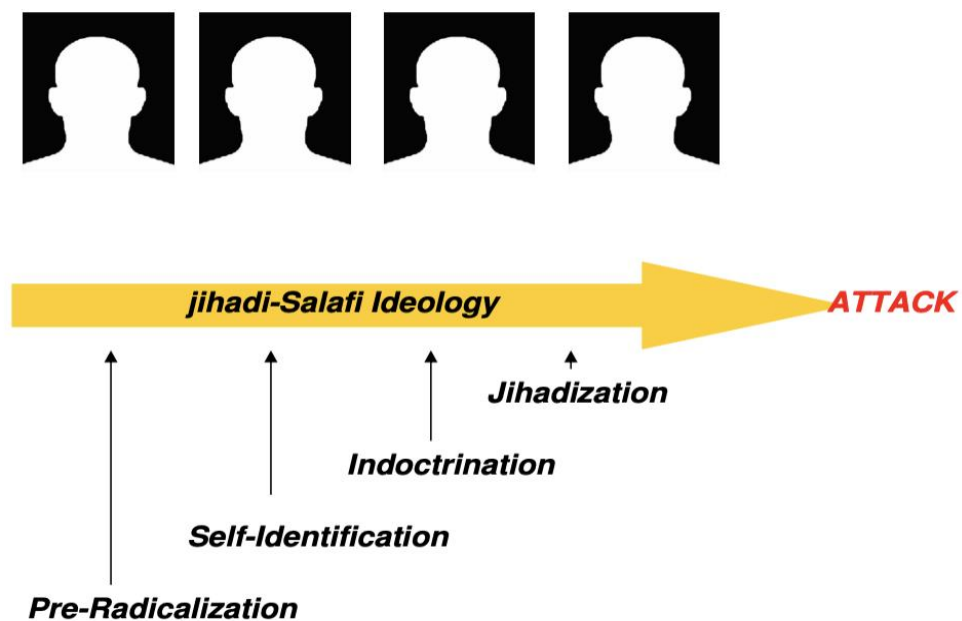 jihadi-Salafi Ideology
ATTACK
Jihadization
Indoctrination
Self-Identification
Pre-Radicalization